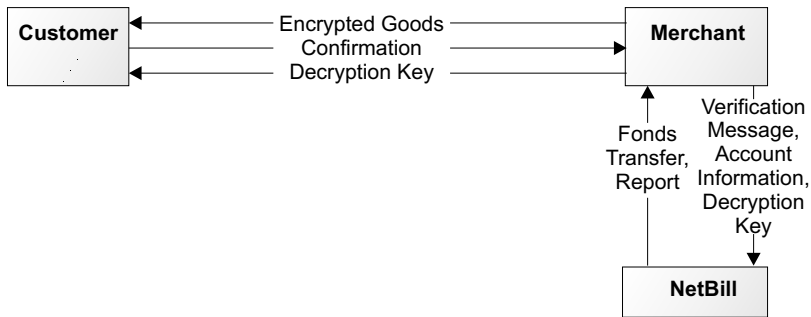 Customer
Encrypted Goods
Confirmation
Decryption Key
Merchant
Fonds
Transfer,
Report
Verification
Message,
Account
Information,
Decryption
Key
NetBill